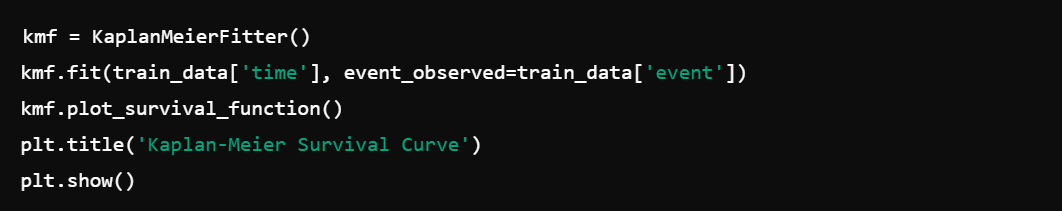 kmf = KaplanMeierFitter()
kmf.fit(train_data['time'], event_observed=train_data['event'])
kmf.plot_survival_function()
plt.title('Kaplan-Meier Survival Curve')
plt.show()